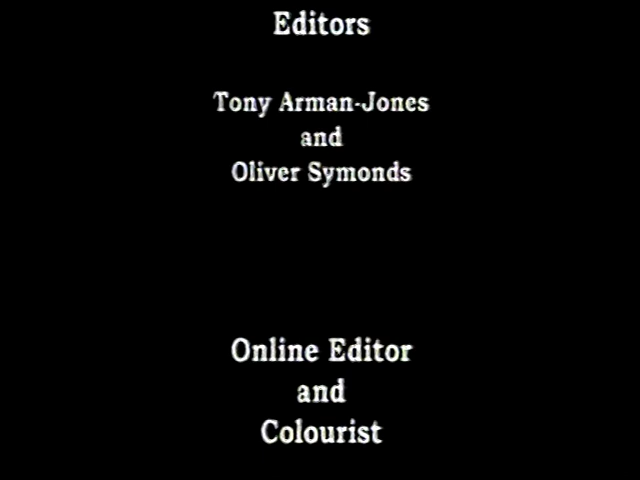 Editors
Tony Arman-Jones
and
Oliver Symonds
Online Editor
and
Colourist